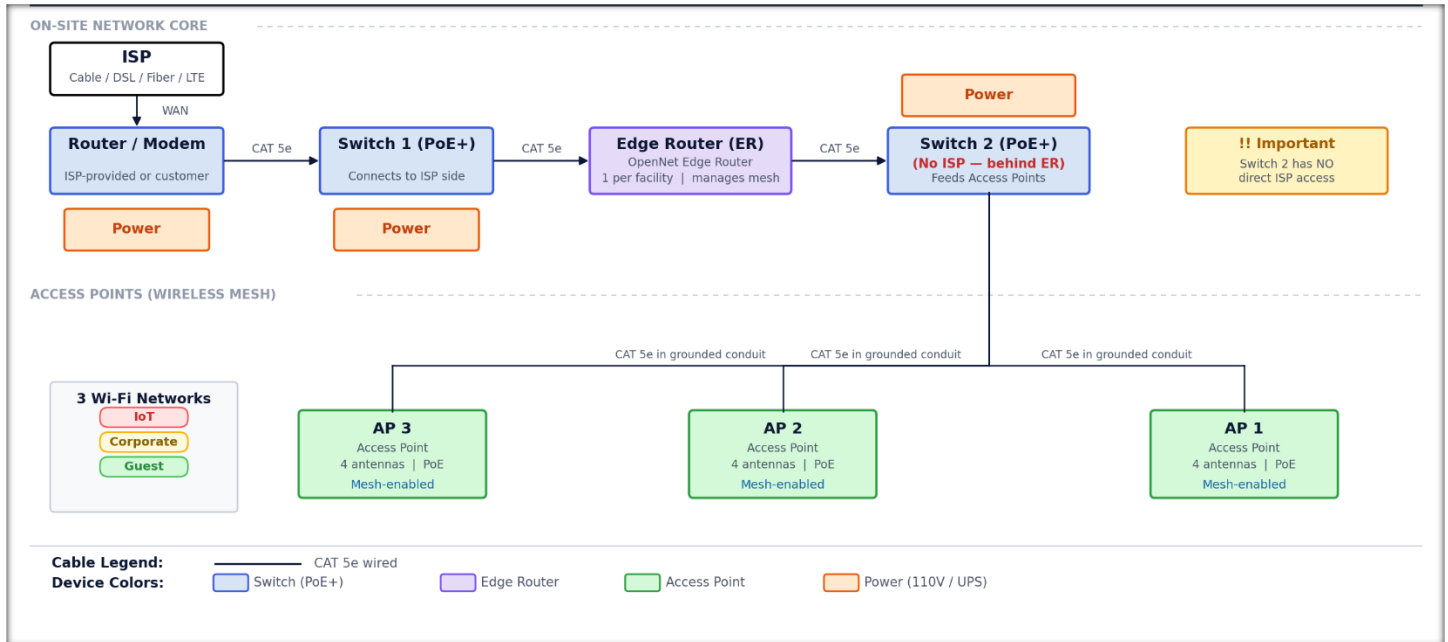 ON-SITE NETWORK CORE
ISP
Cable / DSL / Fiber / LTE
WAN
Power
Router / Modem
ISP-provided or customer
CAT 5e
Switch 1 (PoE+)
Connects to ISP side
CAT 5e
Edge Router (ER)
OpenNet Edge Router
1 per facility | manages mesh
CAT 5e
Switch 2 (PoE+)
(No ISP — behind ER)
Feeds Access Points
!! Important
Switch 2 has NO
direct ISP access
Power
Power
ACCESS POINTS (WIRELESS MESH)
CAT 5e in grounded conduit
CAT 5e in grounded conduit
CAT 5e in grounded conduit
3 Wi-Fi Networks
IoT
Corporate
Guest
AP 3
Access Point
4 antennas | PoE
Mesh-enabled
AP 2
Access Point
4 antennas | PoE
Mesh-enabled
AP 1
Access Point
4 antennas | PoE
Mesh-enabled
Cable Legend:
CAT 5e wired
Device Colors:
Switch (PoE+)
Edge Router
Access Point
Power (110V / UPS)